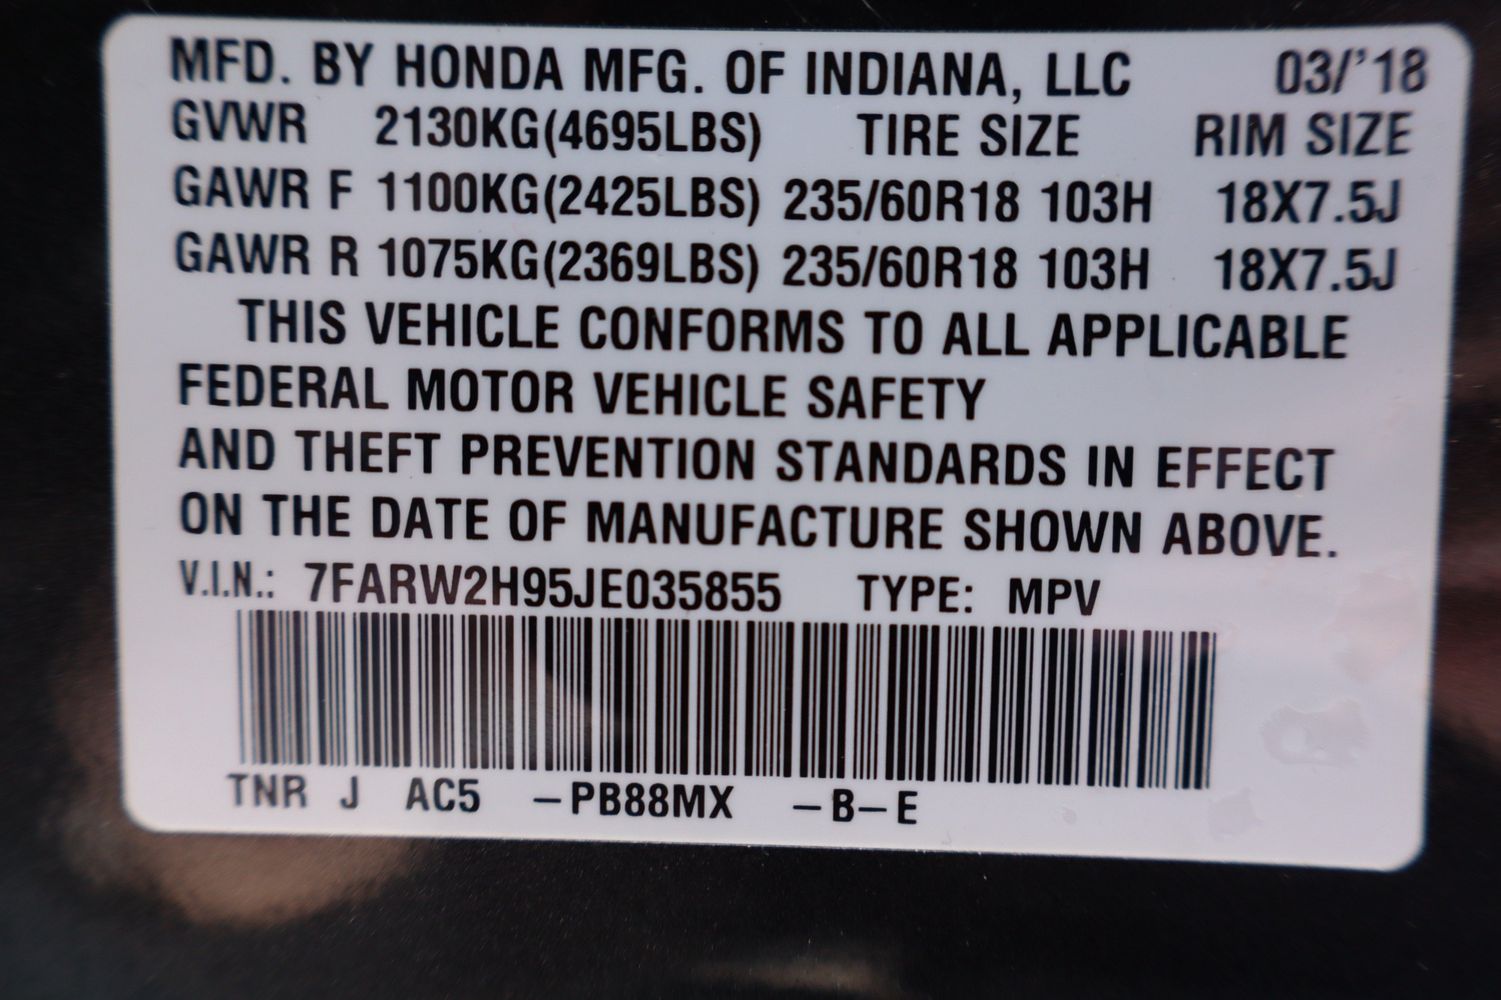 MFD. BY HONDA MFG. OF INDIANA, LLC 03/'18
GVWR 2130KG(4695LBS) TIRE SIZE RIM SIZE
GAWR F 1100KG(2425LBS) 235/60R18 103H 18X7.5J
GAWR R 1075KG(2369LBS) 235/60R18 103H 18X7.5J
THIS VEHICLE CONFORMS TO ALL APPLICABLE
FEDERAL MOTOR VEHICLE SAFETY
AND THEFT PREVENTION STANDARDS IN EFFECT
ON THE DATE OF MANUFACTURE SHOWN ABOVE.
V.I.N.: 7FARW2H95JE035855 TYPE: MPV
TNR J AC5 –PB88MX –B–E